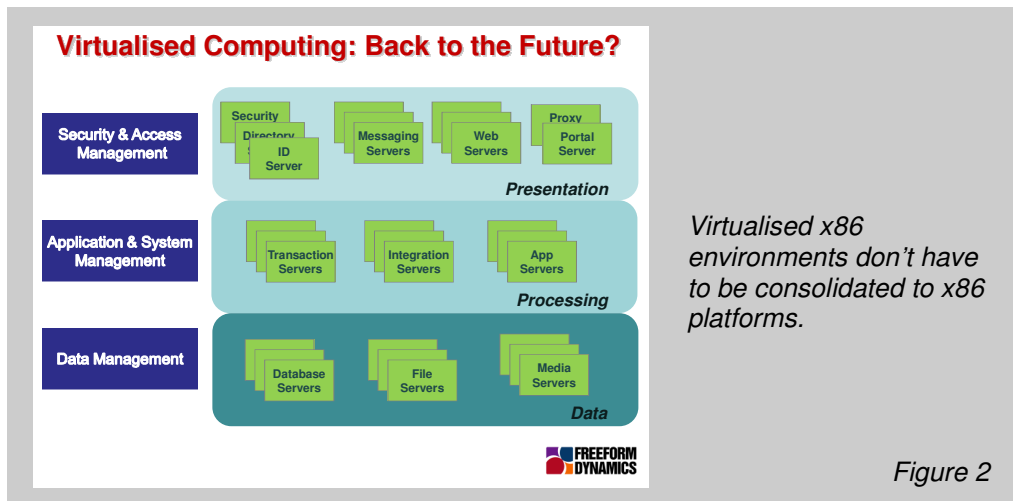 Virtualised Computing: Back to the Future?
Security & Access
Management
Security
Directory
ID
Server
Messaging
Servers
Web
Servers
Proxy
Portal
Server
Presentation
Application & System
Management
Transaction
Servers
Integration
Servers
App
Servers
Processing
Data Management
Database
Servers
File
Servers
Media
Servers
Data
FREEFORM
DYNAMICS
Virtualised x86
environments don't have
to be consolidated to x86
platforms.
Figure 2